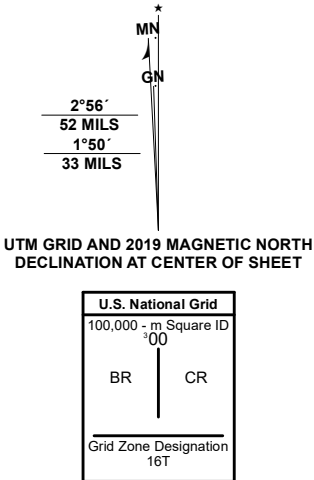 MN
GN
2°56´
52 MILS
1°50´
33 MILS
UTM GRID AND 2019 MAGNETIC NORTH
DECLINATION AT CENTER OF SHEET
U.S. National Grid
100,000 - m Square ID
³00
BR CR
Grid Zone Designation
16T